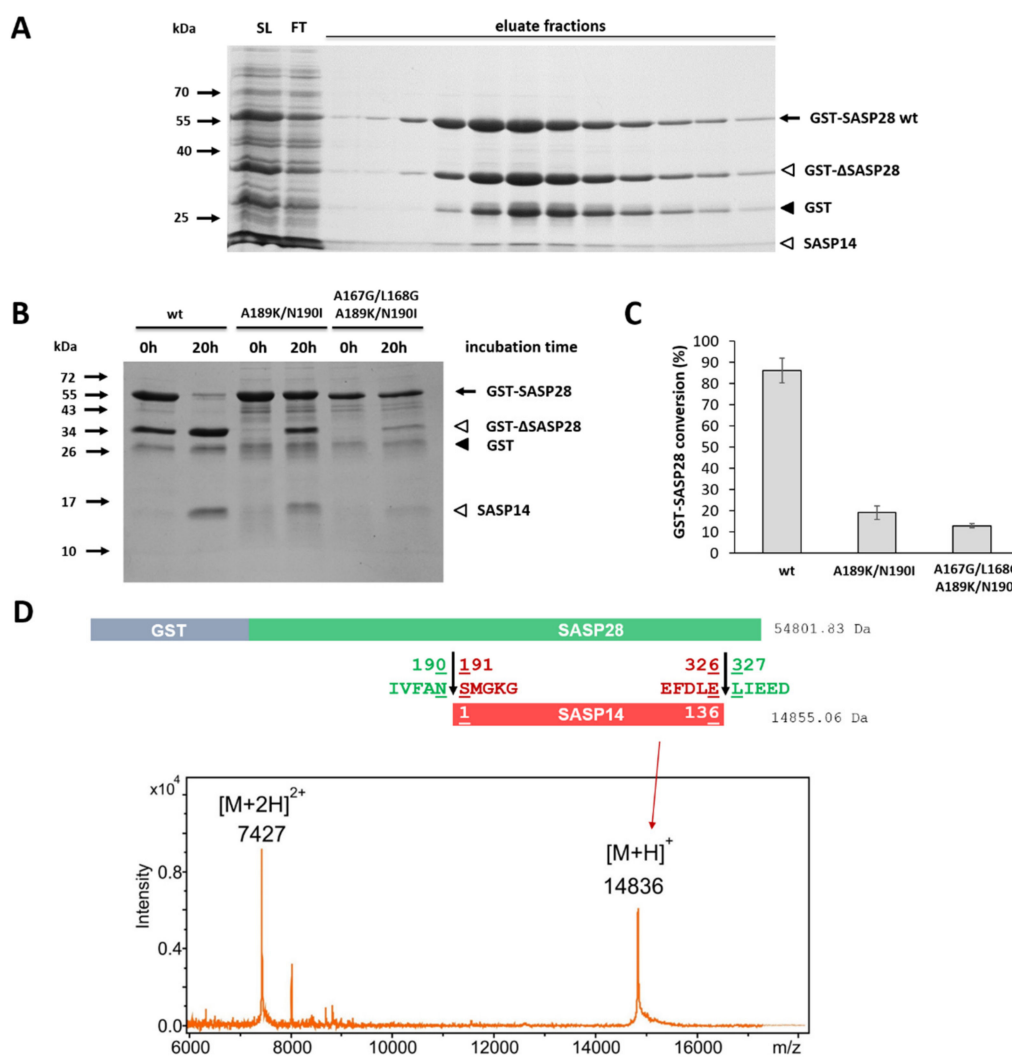 A
kDa SL FT eluate fractions
70
55 GST-SASP28 wt
40
GST-ΔSASP28
GST
25
SASP14
B
wt A189K/N190I A167G/L168G
A189K/N190I
kDa 0h 20h 0h 20h 0h 20h incubation time
72
55 GST-SASP28
43
34 GST-ΔSASP28
26 GST
17
SASP14
10
C
GST-SASP28 conversion (%)
100
90
80
70
60
50
40
30
20
10
0
wt A189K/N190I A167G/L168G
A189K/N190I
D
GST SASP28 54801.83 Da
190 191 326 327
IVFAN SMGKG EFDLE LIEED
1 SASP14 136 14855.06 Da
x10⁴
[M+2H]²⁺
7427
[M+H]⁺
14836
Intensity
0.8
0.4
0.0
6000 8000 10000 12000 14000 16000 m/z